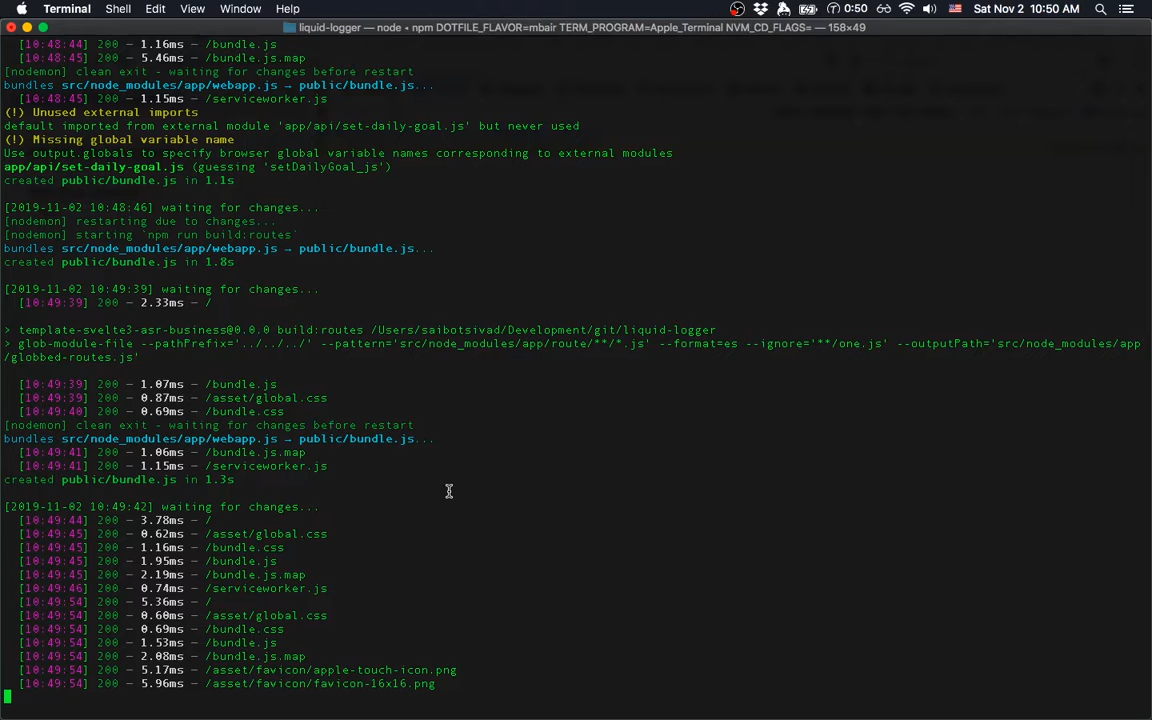 Terminal Shell Edit View Window Help 0:50 Sat Nov 2 10:50 AM
liquid-logger — node • npm DOTFILE_FLAVOR=mbair TERM_PROGRAM=Apple_Terminal NVM_CD_FLAGS= — 158×49
[10:48:44] 200 — 1.16ms — /bundle.js
[10:48:45] 200 — 5.46ms — /bundle.js.map
[nodemon] clean exit - waiting for changes before restart
bundles src/node_modules/app/webapp.js → public/bundle.js...
[10:48:45] 200 — 1.15ms — /serviceworker.js
(!) Unused external imports
default imported from external module 'app/api/set-daily-goal.js' but never used
(!) Missing global variable name
Use output.globals to specify browser global variable names corresponding to external modules
app/api/set-daily-goal.js (guessing 'setDailyGoal_js')
created public/bundle.js in 1.1s
[2019-11-02 10:48:46] waiting for changes...
[nodemon] restarting due to changes...
[nodemon] starting `npm run build:routes`
bundles src/node_modules/app/webapp.js → public/bundle.js...
created public/bundle.js in 1.8s
[2019-11-02 10:49:39] waiting for changes...
[10:49:39] 200 — 2.33ms — /
> template-svelte3-asr-business@0.0.0 build:routes /Users/saibotsivad/Development/git/liquid-logger
> glob-module-file --pathPrefix='../../../' --pattern='src/node_modules/app/route/**/*.js' --format=es --ignore='**/one.js' --outputPath='src/node_modules/app
/globbed-routes.js'
[10:49:39] 200 — 1.07ms — /bundle.js
[10:49:39] 200 — 0.87ms — /asset/global.css
[10:49:40] 200 — 0.69ms — /bundle.css
[nodemon] clean exit - waiting for changes before restart
bundles src/node_modules/app/webapp.js → public/bundle.js...
[10:49:41] 200 — 1.06ms — /bundle.js.map
[10:49:41] 200 — 1.15ms — /serviceworker.js
created public/bundle.js in 1.3s
[2019-11-02 10:49:42] waiting for changes...
[10:49:44] 200 — 3.78ms — /
[10:49:45] 200 — 0.62ms — /asset/global.css
[10:49:45] 200 — 1.16ms — /bundle.css
[10:49:45] 200 — 1.95ms — /bundle.js
[10:49:45] 200 — 2.19ms — /bundle.js.map
[10:49:46] 200 — 0.74ms — /serviceworker.js
[10:49:54] 200 — 5.36ms — /
[10:49:54] 200 — 0.60ms — /asset/global.css
[10:49:54] 200 — 0.69ms — /bundle.css
[10:49:54] 200 — 1.53ms — /bundle.js
[10:49:54] 200 — 2.08ms — /bundle.js.map
[10:49:54] 200 — 5.17ms — /asset/favicon/apple-touch-icon.png
[10:49:54] 200 — 5.96ms — /asset/favicon/favicon-16x16.png